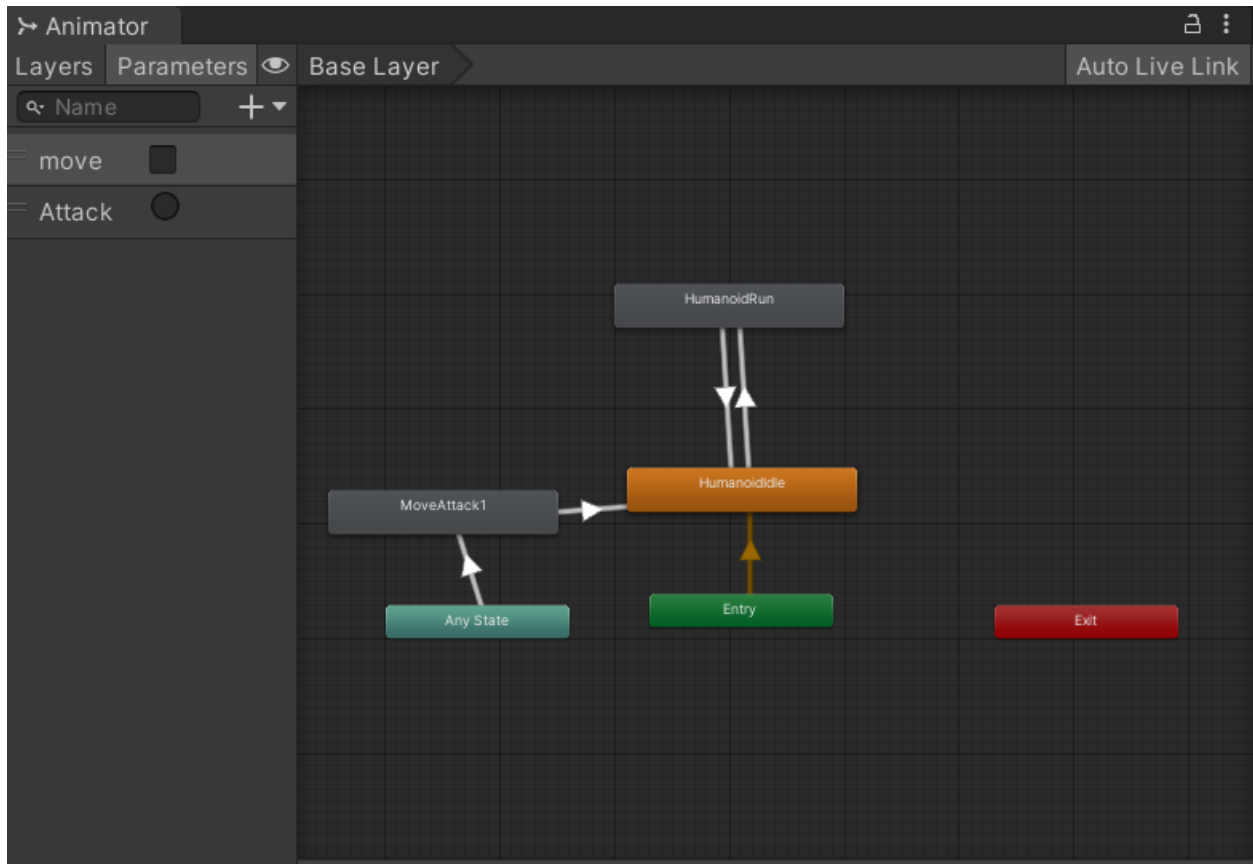 Animator
Layers Parameters Base Layer Auto Live Link
Name
move
Attack
HumanoidRun
HumanoidIdle
MoveAttack1
Entry
Any State
Exit